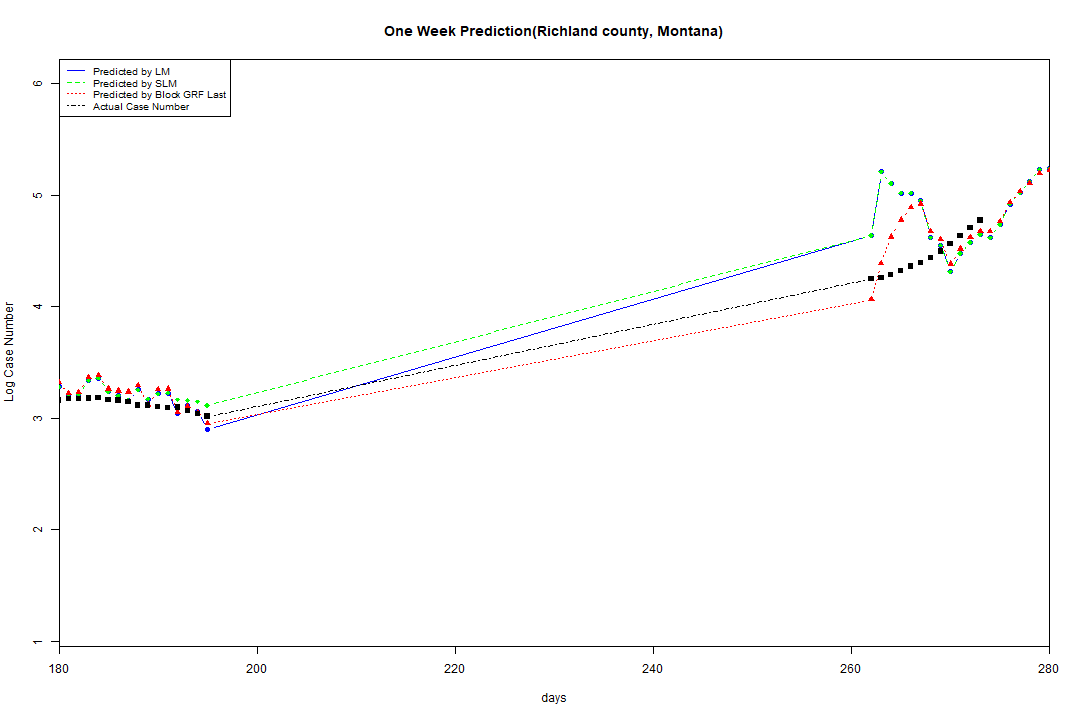 One Week Prediction(Richland county, Montana)
Predicted by LM
Predicted by SLM
Predicted by Block GRF Last
Actual Case Number
6
5
4
3
2
1
Log Case Number
180 200 220 240 260 280
days